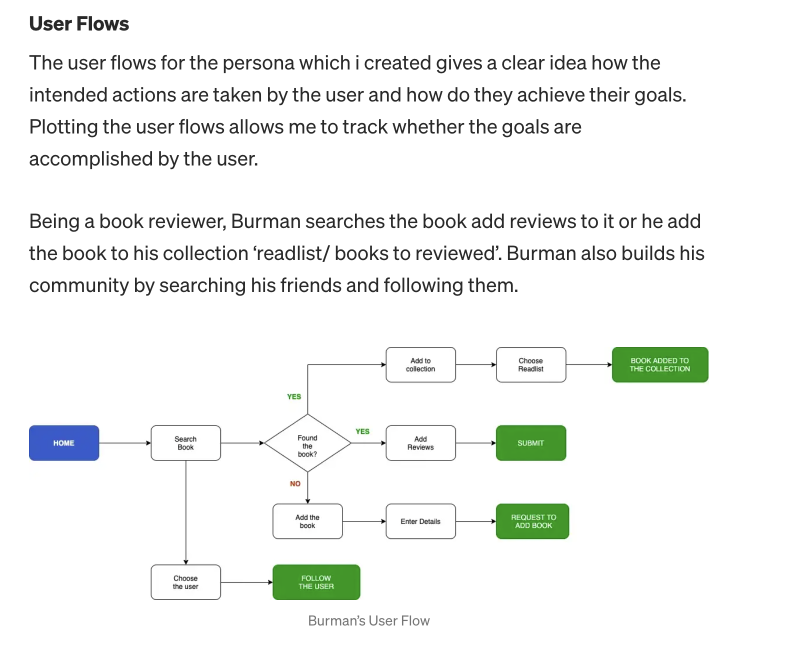 User Flows
The user flows for the persona which i created gives a clear idea how the
intended actions are taken by the user and how do they achieve their goals.
Plotting the user flows allows me to track whether the goals are
accomplished by the user.
Being a book reviewer, Burman searches the book add reviews to it or he add
the book to his collection ‘readlist/ books to reviewed’. Burman also builds his
community by searching his friends and following them.
Add to
collection
Choose
Readlist
BOOK ADDED TO
THE COLLECTION
YES
HOME
Search
Book
Found
the
book?
YES
Add
Reviews
SUBMIT
NO
Add the
book
Enter Details
REQUEST TO
ADD BOOK
Choose
the user
FOLLOW
THE USER
Burman’s User Flow